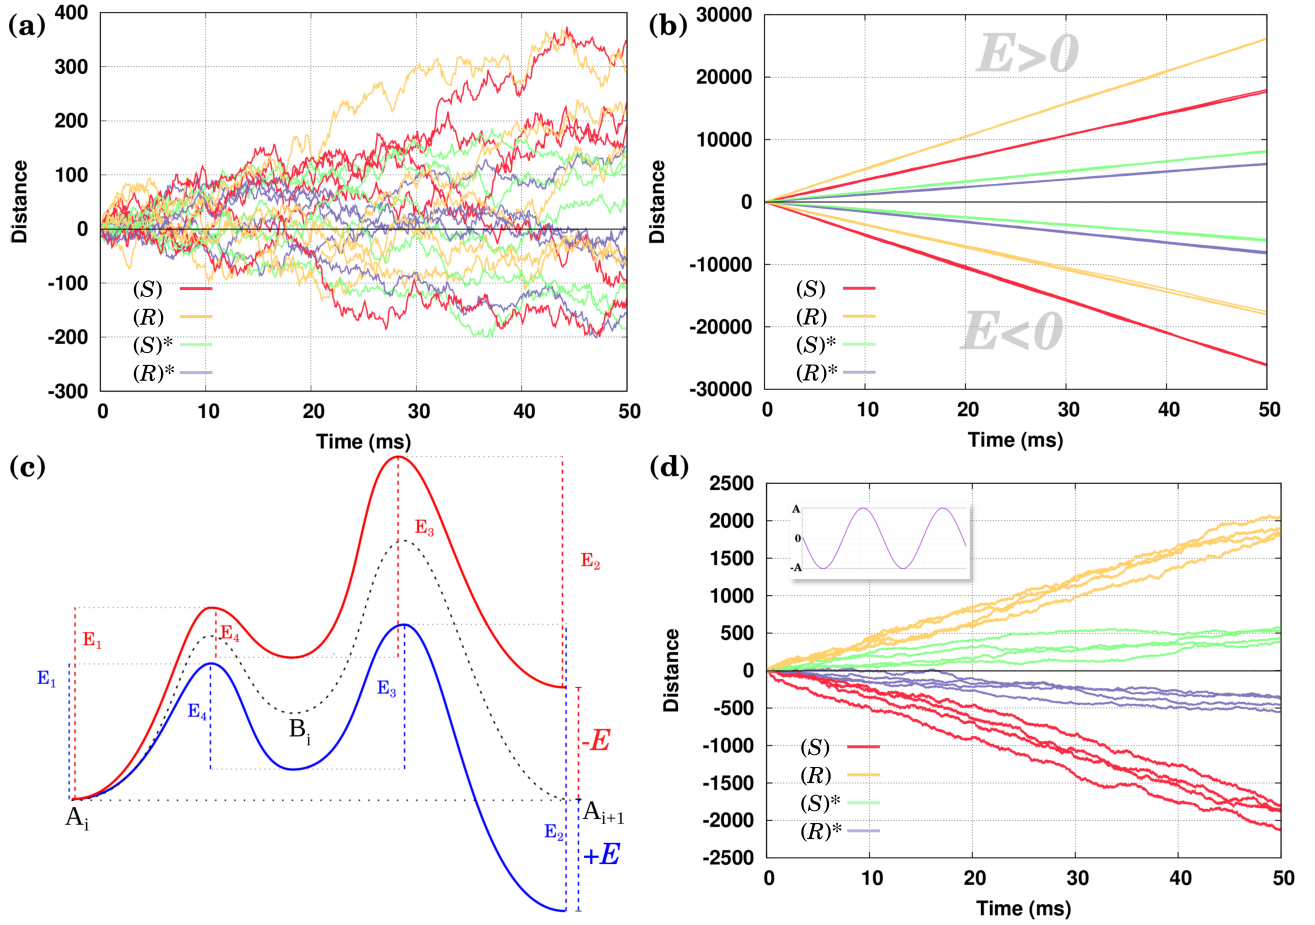 (a)
400
300
200
100
0
-100
-200
-300
Distance
0 10 20 30 40 50
Time (ms)
(S)
(R)
(S)*
(R)*
(b)
30000
20000
10000
0
-10000
-20000
-30000
Distance
0 10 20 30 40 50
Time (ms)
E>0
E<0
(S)
(R)
(S)*
(R)*
(c)
E₁
E₄
E₃
E₂
E₁
E₄
E₃
E₂
Bᵢ
Aᵢ
Aᵢ₊₁
-E
+E
(d)
2500
2000
1500
1000
500
0
-500
-1000
-1500
-2000
-2500
Distance
A
0
-A
(S)
(R)
(S)*
(R)*
0 10 20 30 40 50
Time (ms)